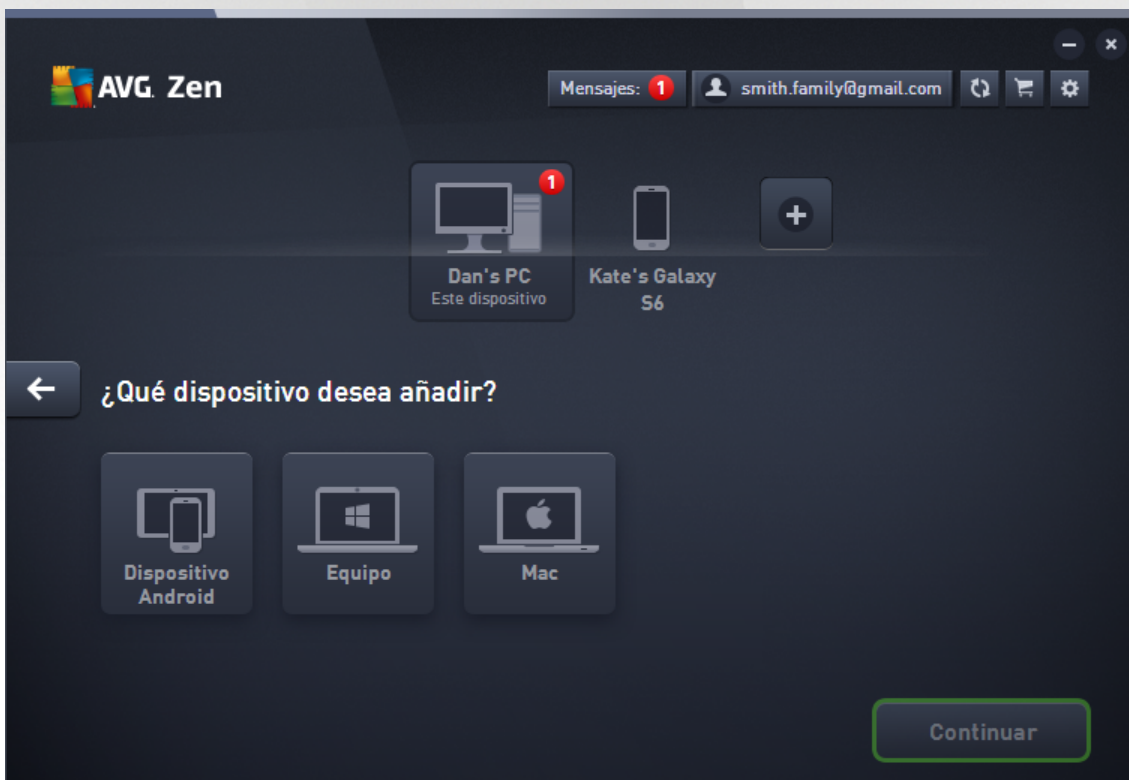 AVG. Zen
Mensajes: 1
smith.family@gmail.com
1
Dan's PC
Este dispositivo
Kate's Galaxy
S6
¿Qué dispositivo desea añadir?
Dispositivo
Android
Equipo
Mac
Continuar